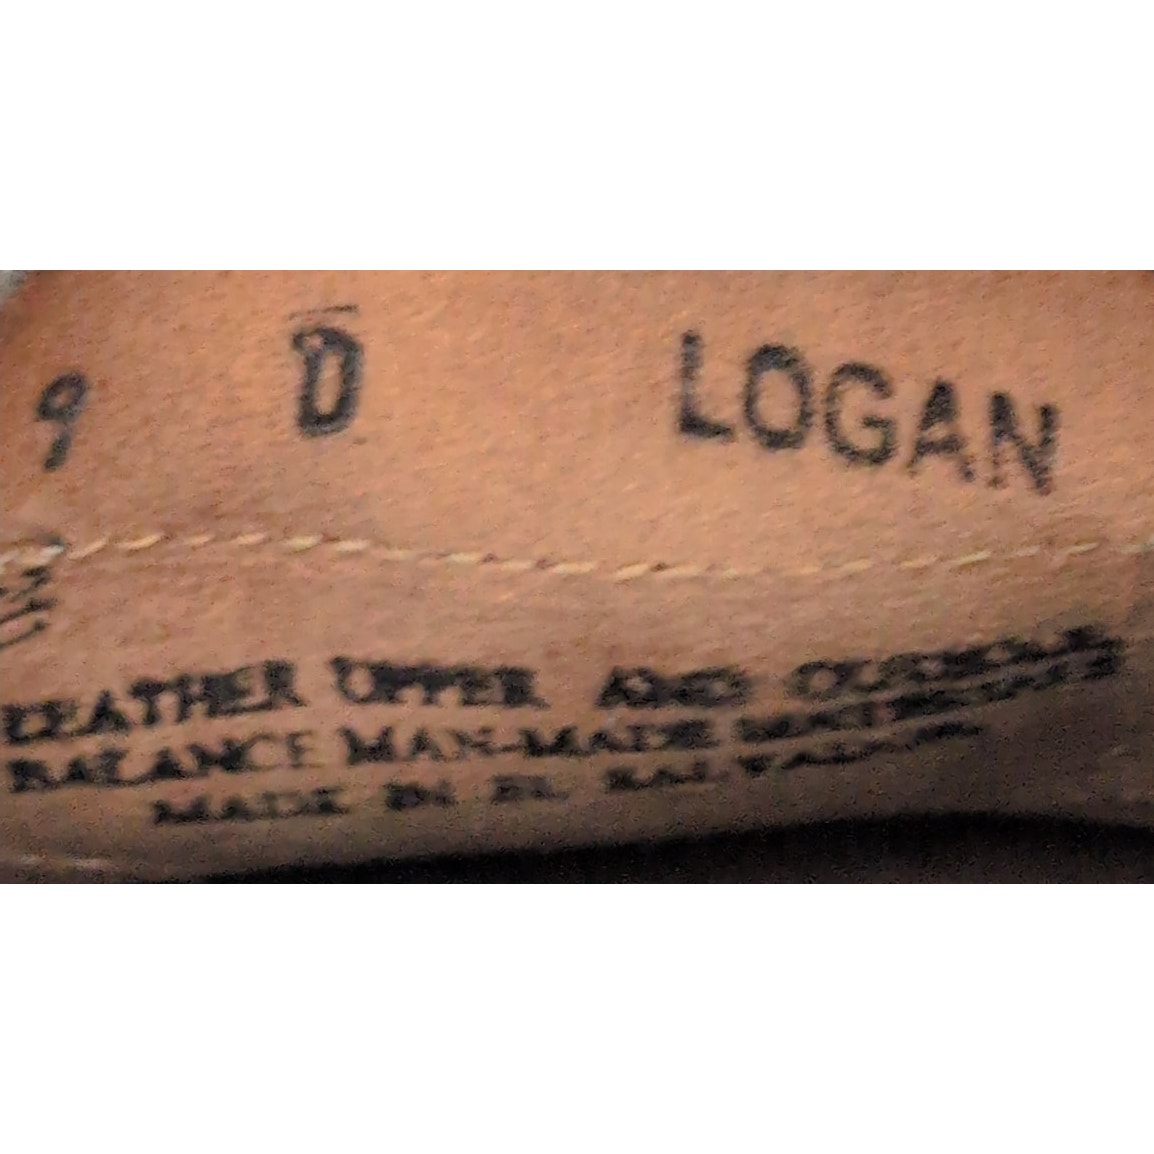 9 D LOGAN
LEATHER UPPER AND OUTSOLE
BALANCE MAN-MADE MATERIALS
MADE IN EL SALVADOR